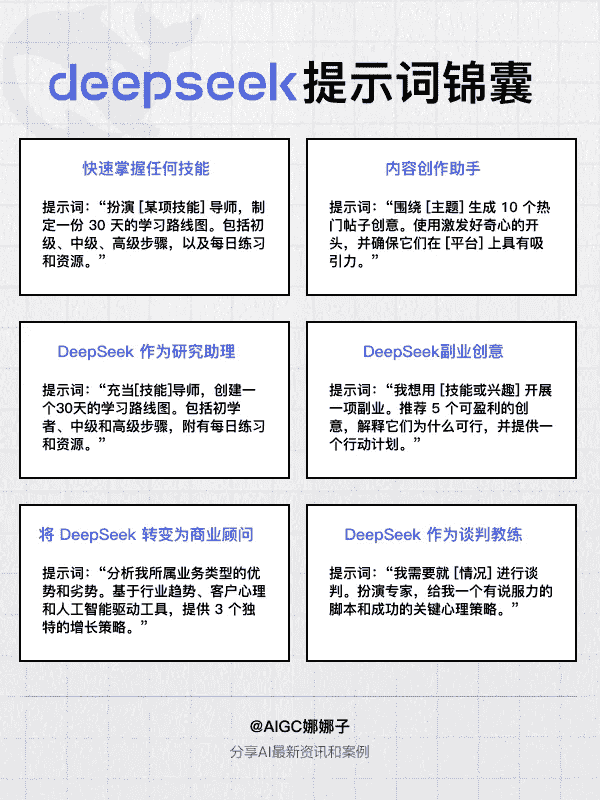 deepseek提示词锦囊
快速掌握任何技能
提示词：“扮演 [某项技能] 导师，制
定一份 30 天的学习路线图。包括初
级、中级、高级步骤，以及每日练习
和资源。”
内容创作助手
提示词：“围绕 [主题] 生成 10 个热
门帖子创意。使用激发好奇心的开
头，并确保它们在 [平台] 上具有吸
引力。”
DeepSeek 作为研究助理
提示词：“充当[技能]导师，创建一
个30天的学习路线图。包括初学
者、中级和高级步骤，附有每日练习
和资源。”
DeepSeek副业创意
提示词：“我想用 [技能或兴趣] 开展
一项副业。推荐 5 个可盈利的创
意，解释它们为什么可行，并提供一
个行动计划。”
将 DeepSeek 转变为商业顾问
提示词：“分析我所属业务类型的优
势和劣势。基于行业趋势、客户心理
和人工智能驱动工具，提供 3 个独
特的增长策略。”
DeepSeek 作为谈判教练
提示词：“我需要就 [情况] 进行谈
判。扮演专家，给我一个有说服力的
脚本和成功的关键心理策略。”
@AIGC娜娜子
分享AI最新资讯和案例